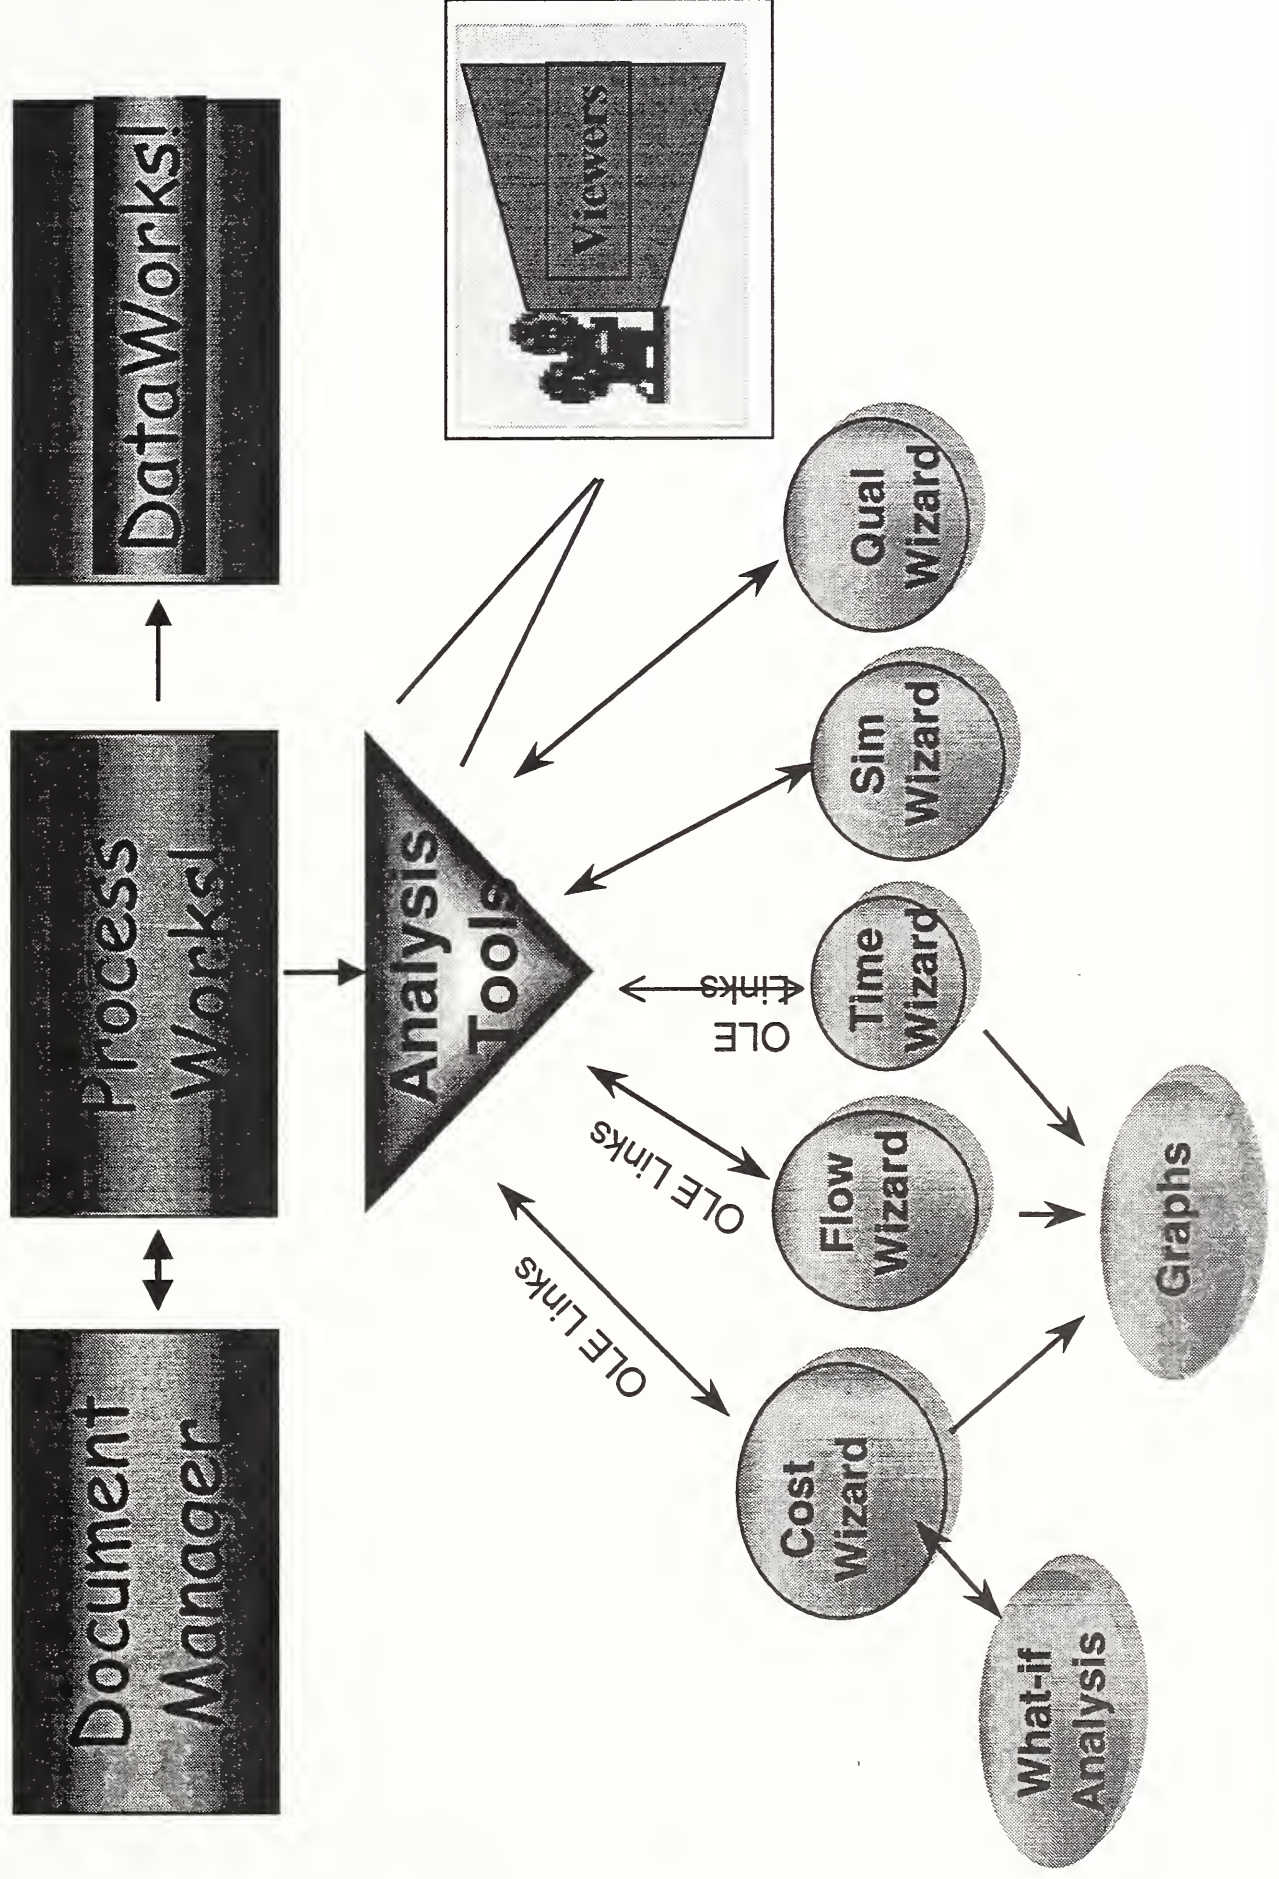 Document
Manager
Process
Works!
DataWorks!
Analysis
Tools
Viewers
OLE Links
OLE Links
OLE
Links
Cost
Wizard
Flow
Wizard
Time
Wizard
Sim
Wizard
Qual
Wizard
What-if
Analysis
Graphs